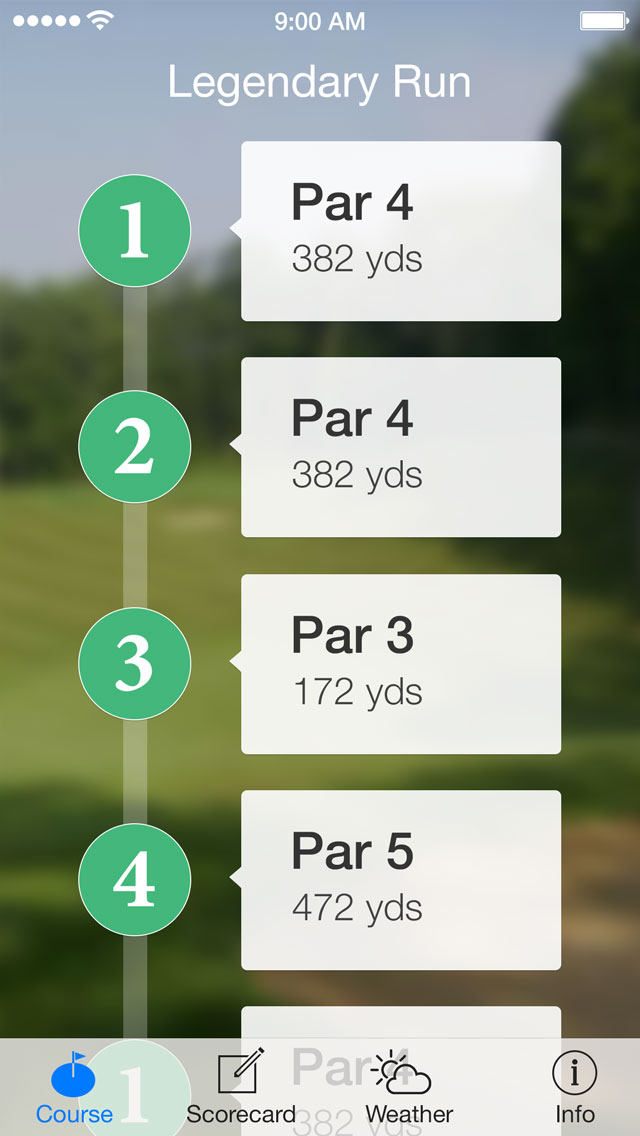 9:00 AM
Legendary Run
1
Par 4
382 yds
2
Par 4
382 yds
3
Par 3
172 yds
4
Par 5
472 yds
1
Par 4
382 yds
Course
Scorecard
Weather
Info